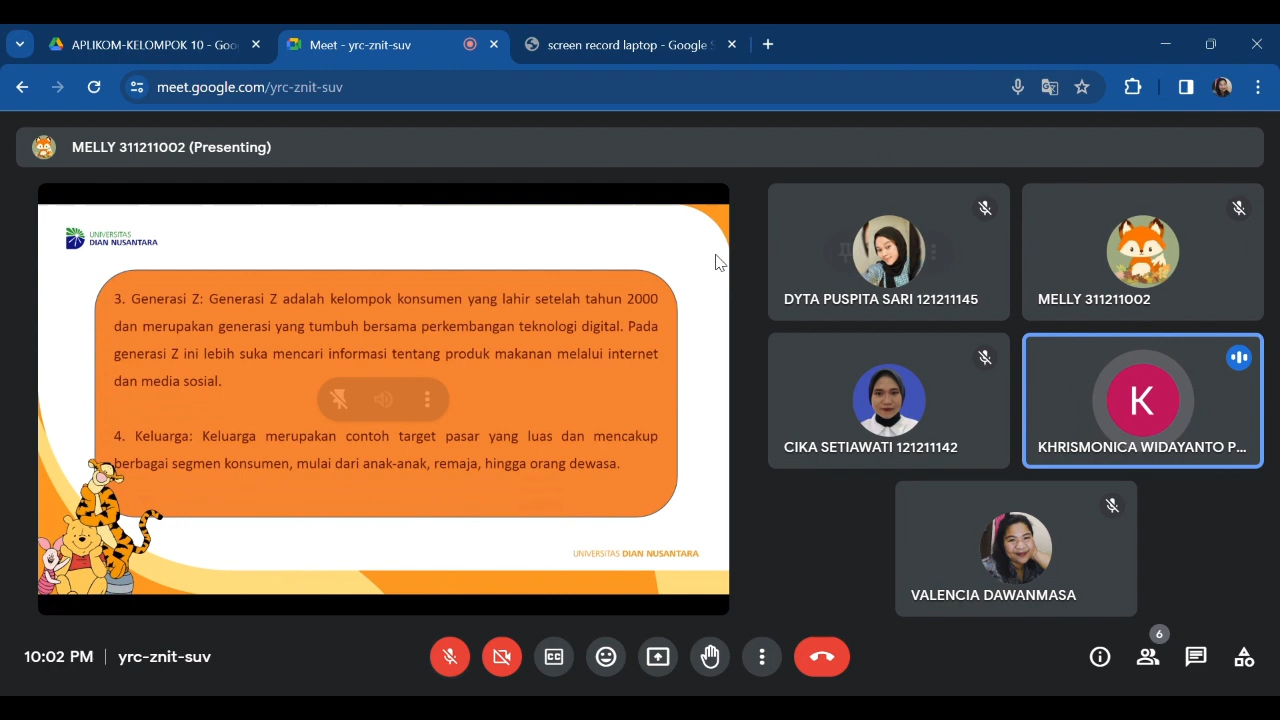 APLIKOM-KELOMPOK 10 - Goo
Meet - yrc-znit-suv
screen record laptop - Google S
meet.google.com/yrc-znit-suv
MELLY 311211002 (Presenting)
UNIVERSITAS
DIAN NUSANTARA
3. Generasi Z: Generasi Z adalah kelompok konsumen yang lahir setelah tahun 2000
dan merupakan generasi yang tumbuh bersama perkembangan teknologi digital. Pada
generasi Z ini lebih suka mencari informasi tentang produk makanan melalui internet
dan media sosial.
4. Keluarga: Keluarga merupakan contoh target pasar yang luas dan mencakup
berbagai segmen konsumen, mulai dari anak-anak, remaja, hingga orang dewasa.
UNIVERSITAS DIAN NUSANTARA
DYTA PUSPITA SARI 121211145
MELLY 311211002
CIKA SETIAWATI 121211142
K
KHRISMONICA WIDAYANTO P...
VALENCIA DAWANMASA
10:02 PM | yrc-znit-suv
CC
6